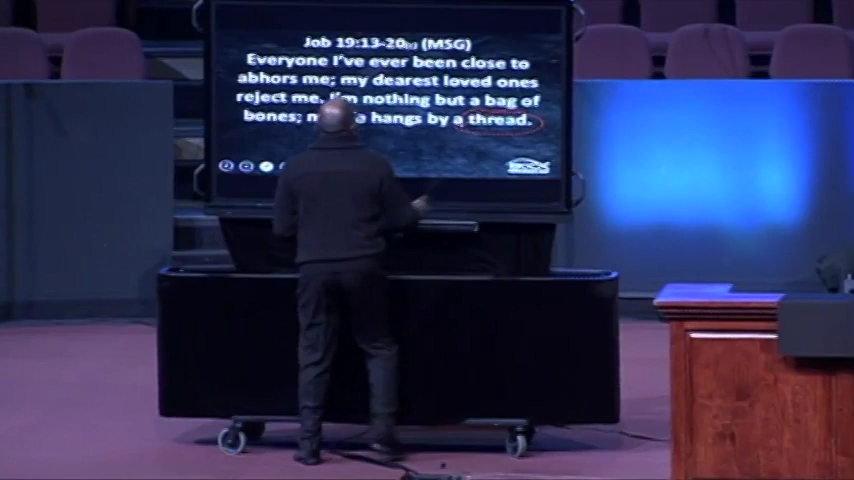 Job 19:13-20 (MSG)
Everyone I've ever been close to
abhors me; my dearest loved ones
reject me. I'm nothing but a bag of
bones; hangs by a thread.